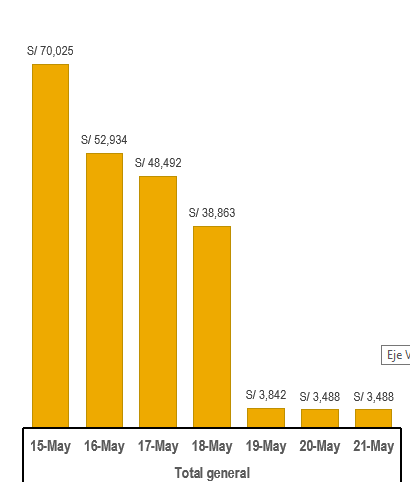 S/ 70,025
S/ 52,934
S/ 48,492
S/ 38,863
S/ 3,842
S/ 3,488
S/ 3,488
Eje V
15-May 16-May 17-May 18-May 19-May 20-May 21-May
Total general